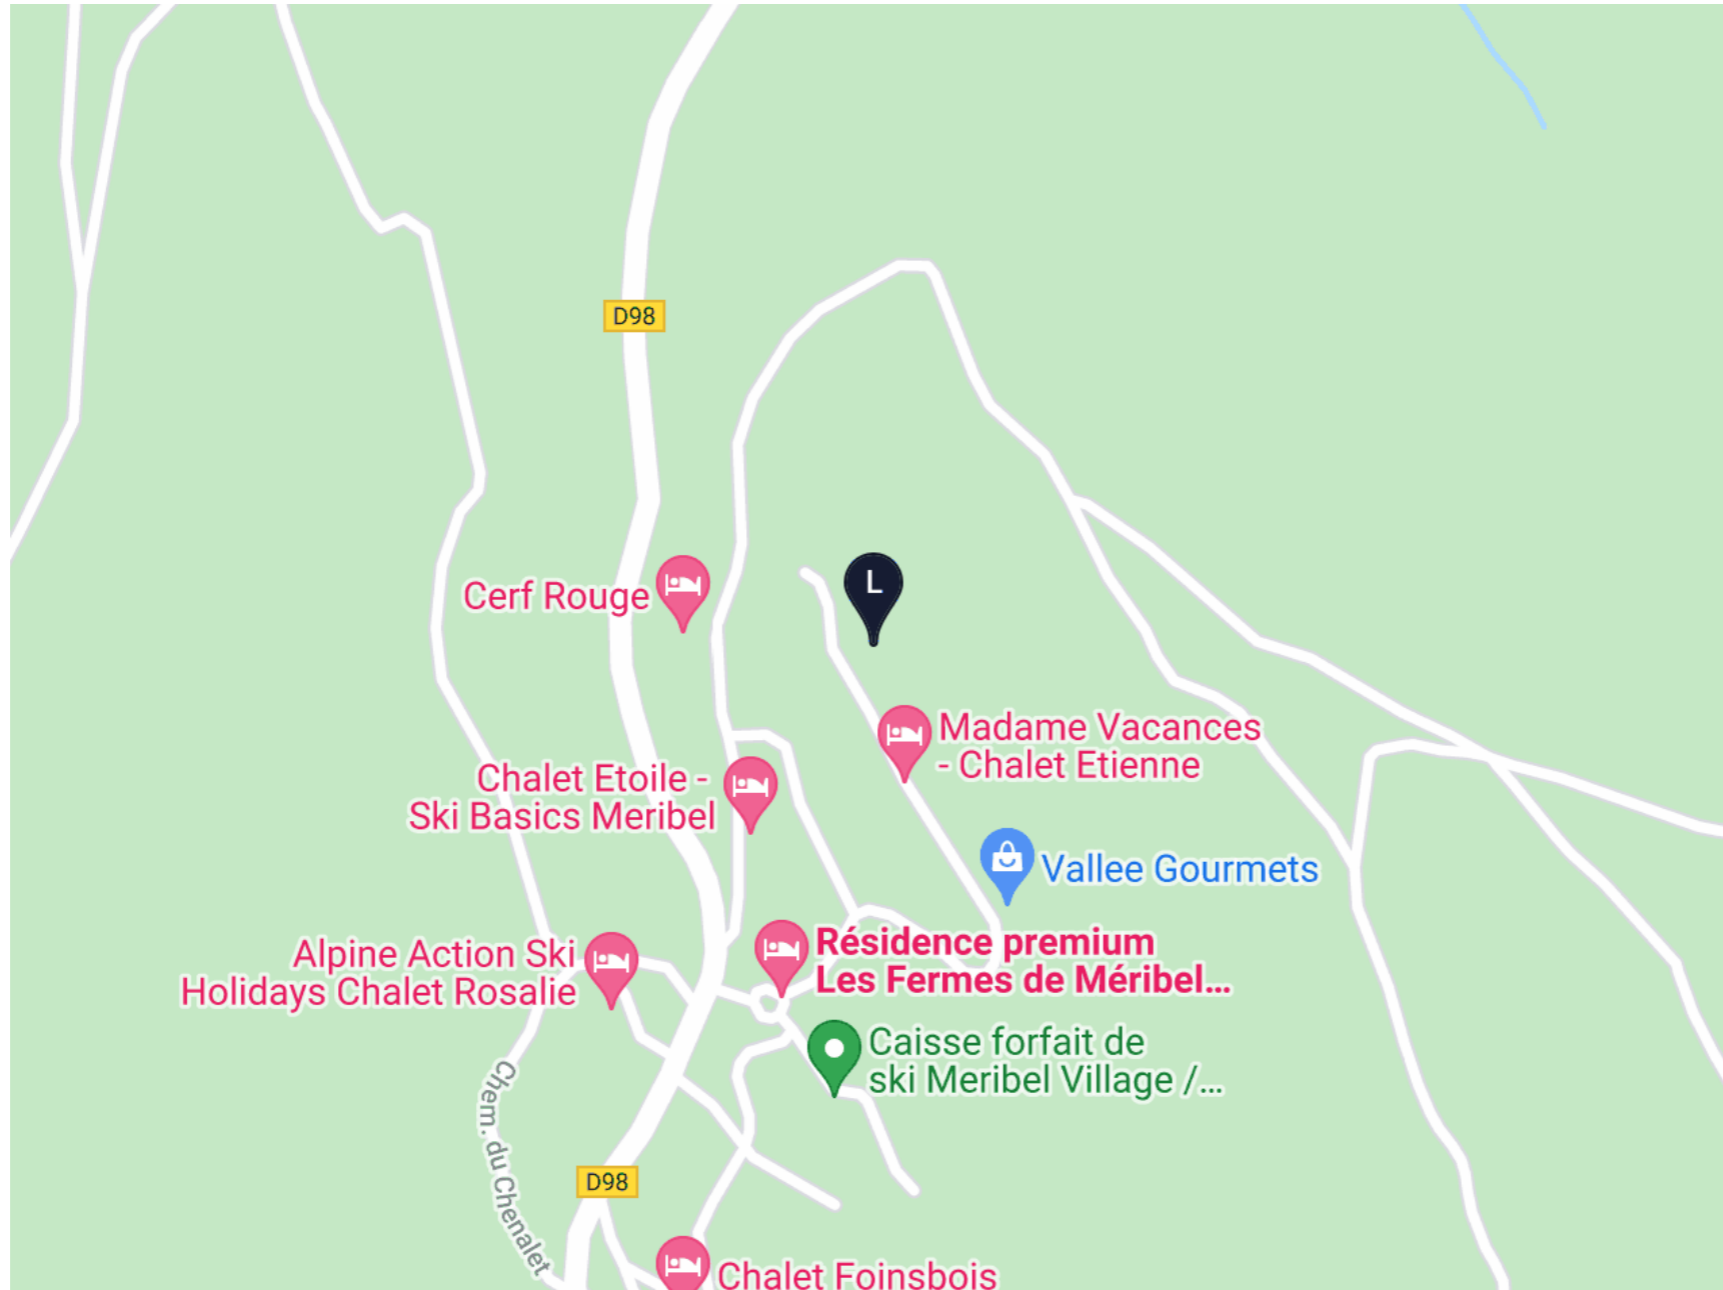 D98
L
Cerf Rouge
Madame Vacances
- Chalet Etienne
Chalet Etoile -
Ski Basics Meribel
Vallee Gourmets
Résidence premium
Les Fermes de Méribel...
Alpine Action Ski
Holidays Chalet Rosalie
Caisse forfait de
ski Meribel Village /...
Chem. du Chenalet
D98
Chalet Foinsbois